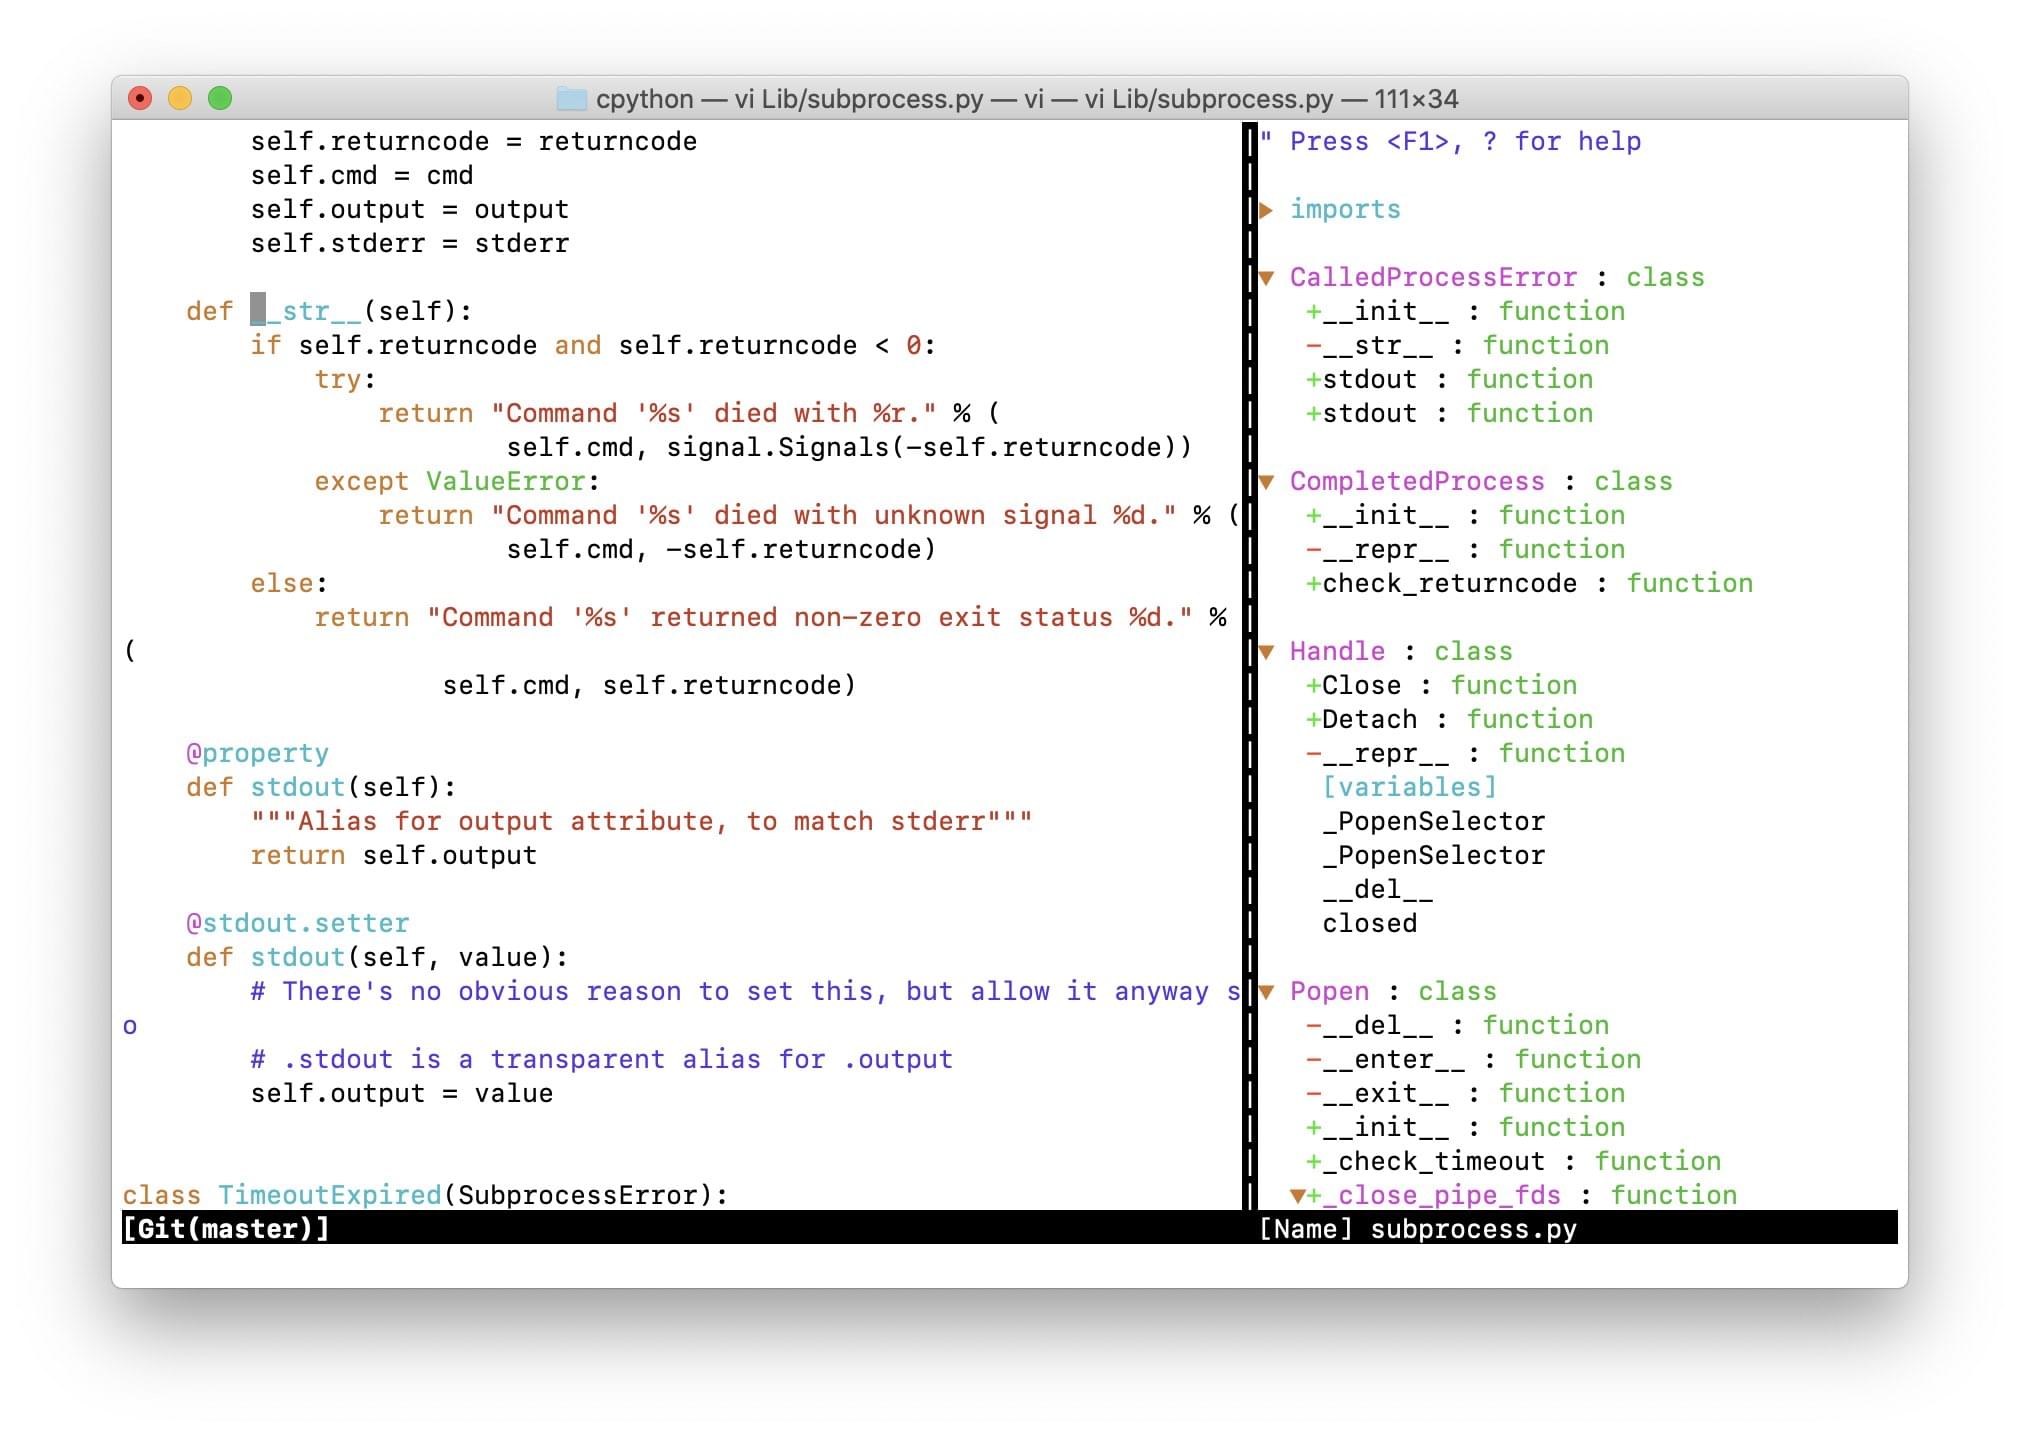 cpython — vi Lib/subprocess.py — vi — vi Lib/subprocess.py — 111×34
        self.returncode = returncode
        self.cmd = cmd
        self.output = output
        self.stderr = stderr

    def __str__(self):
        if self.returncode and self.returncode < 0:
            try:
                return "Command '%s' died with %r." % (
                        self.cmd, signal.Signals(-self.returncode))
            except ValueError:
                return "Command '%s' died with unknown signal %d." % (
                        self.cmd, -self.returncode)
        else:
            return "Command '%s' returned non-zero exit status %d." %
(
                    self.cmd, self.returncode)

    @property
    def stdout(self):
        """Alias for output attribute, to match stderr"""
        return self.output

    @stdout.setter
    def stdout(self, value):
        # There's no obvious reason to set this, but allow it anyway s
o
        # .stdout is a transparent alias for .output
        self.output = value


class TimeoutExpired(SubprocessError):
[Git(master)]
" Press <F1>, ? for help

▶ imports

▼ CalledProcessError : class
   +__init__ : function
   -__str__ : function
   +stdout : function
   +stdout : function

▼ CompletedProcess : class
   +__init__ : function
   -__repr__ : function
   +check_returncode : function

▼ Handle : class
   +Close : function
   +Detach : function
   -__repr__ : function
    [variables]
    _PopenSelector
    _PopenSelector
    __del__
    closed

▼ Popen : class
   -__del__ : function
   -__enter__ : function
   -__exit__ : function
   +__init__ : function
   +_check_timeout : function
  ▼+_close_pipe_fds : function
[Name] subprocess.py